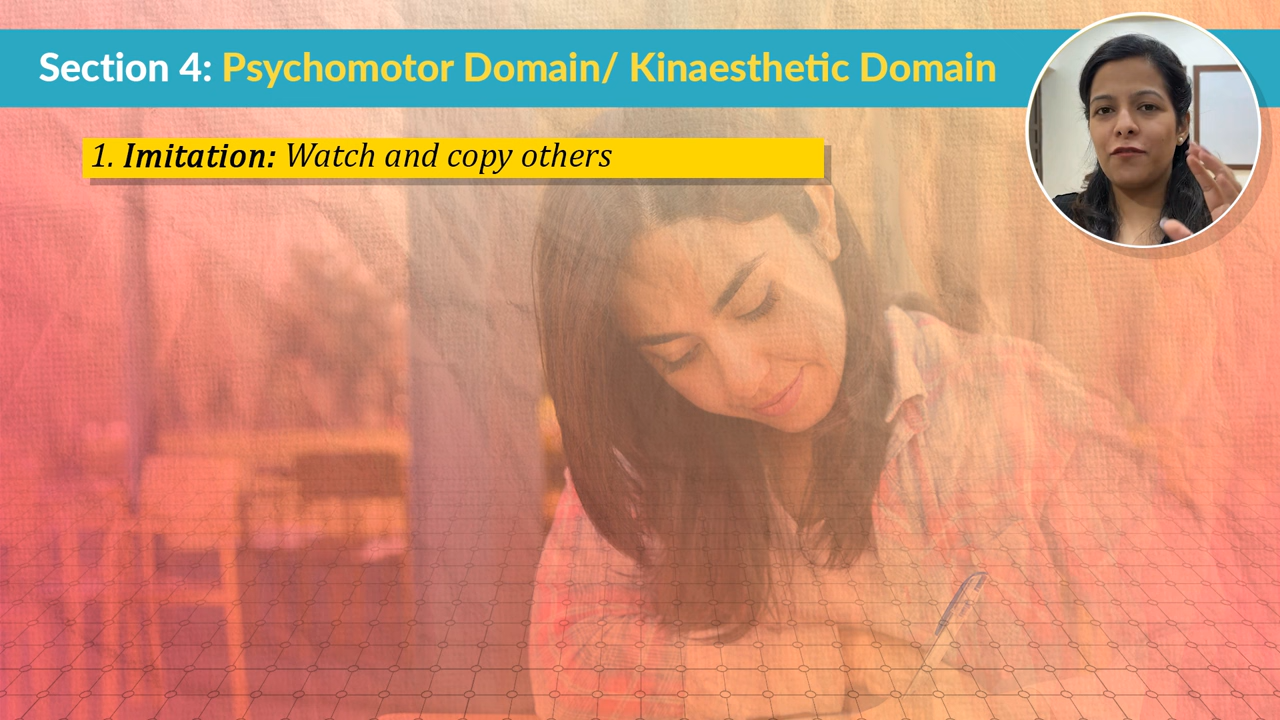 Section 4: Psychomotor Domain/ Kinaesthetic Domain
1. Imitation: Watch and copy others